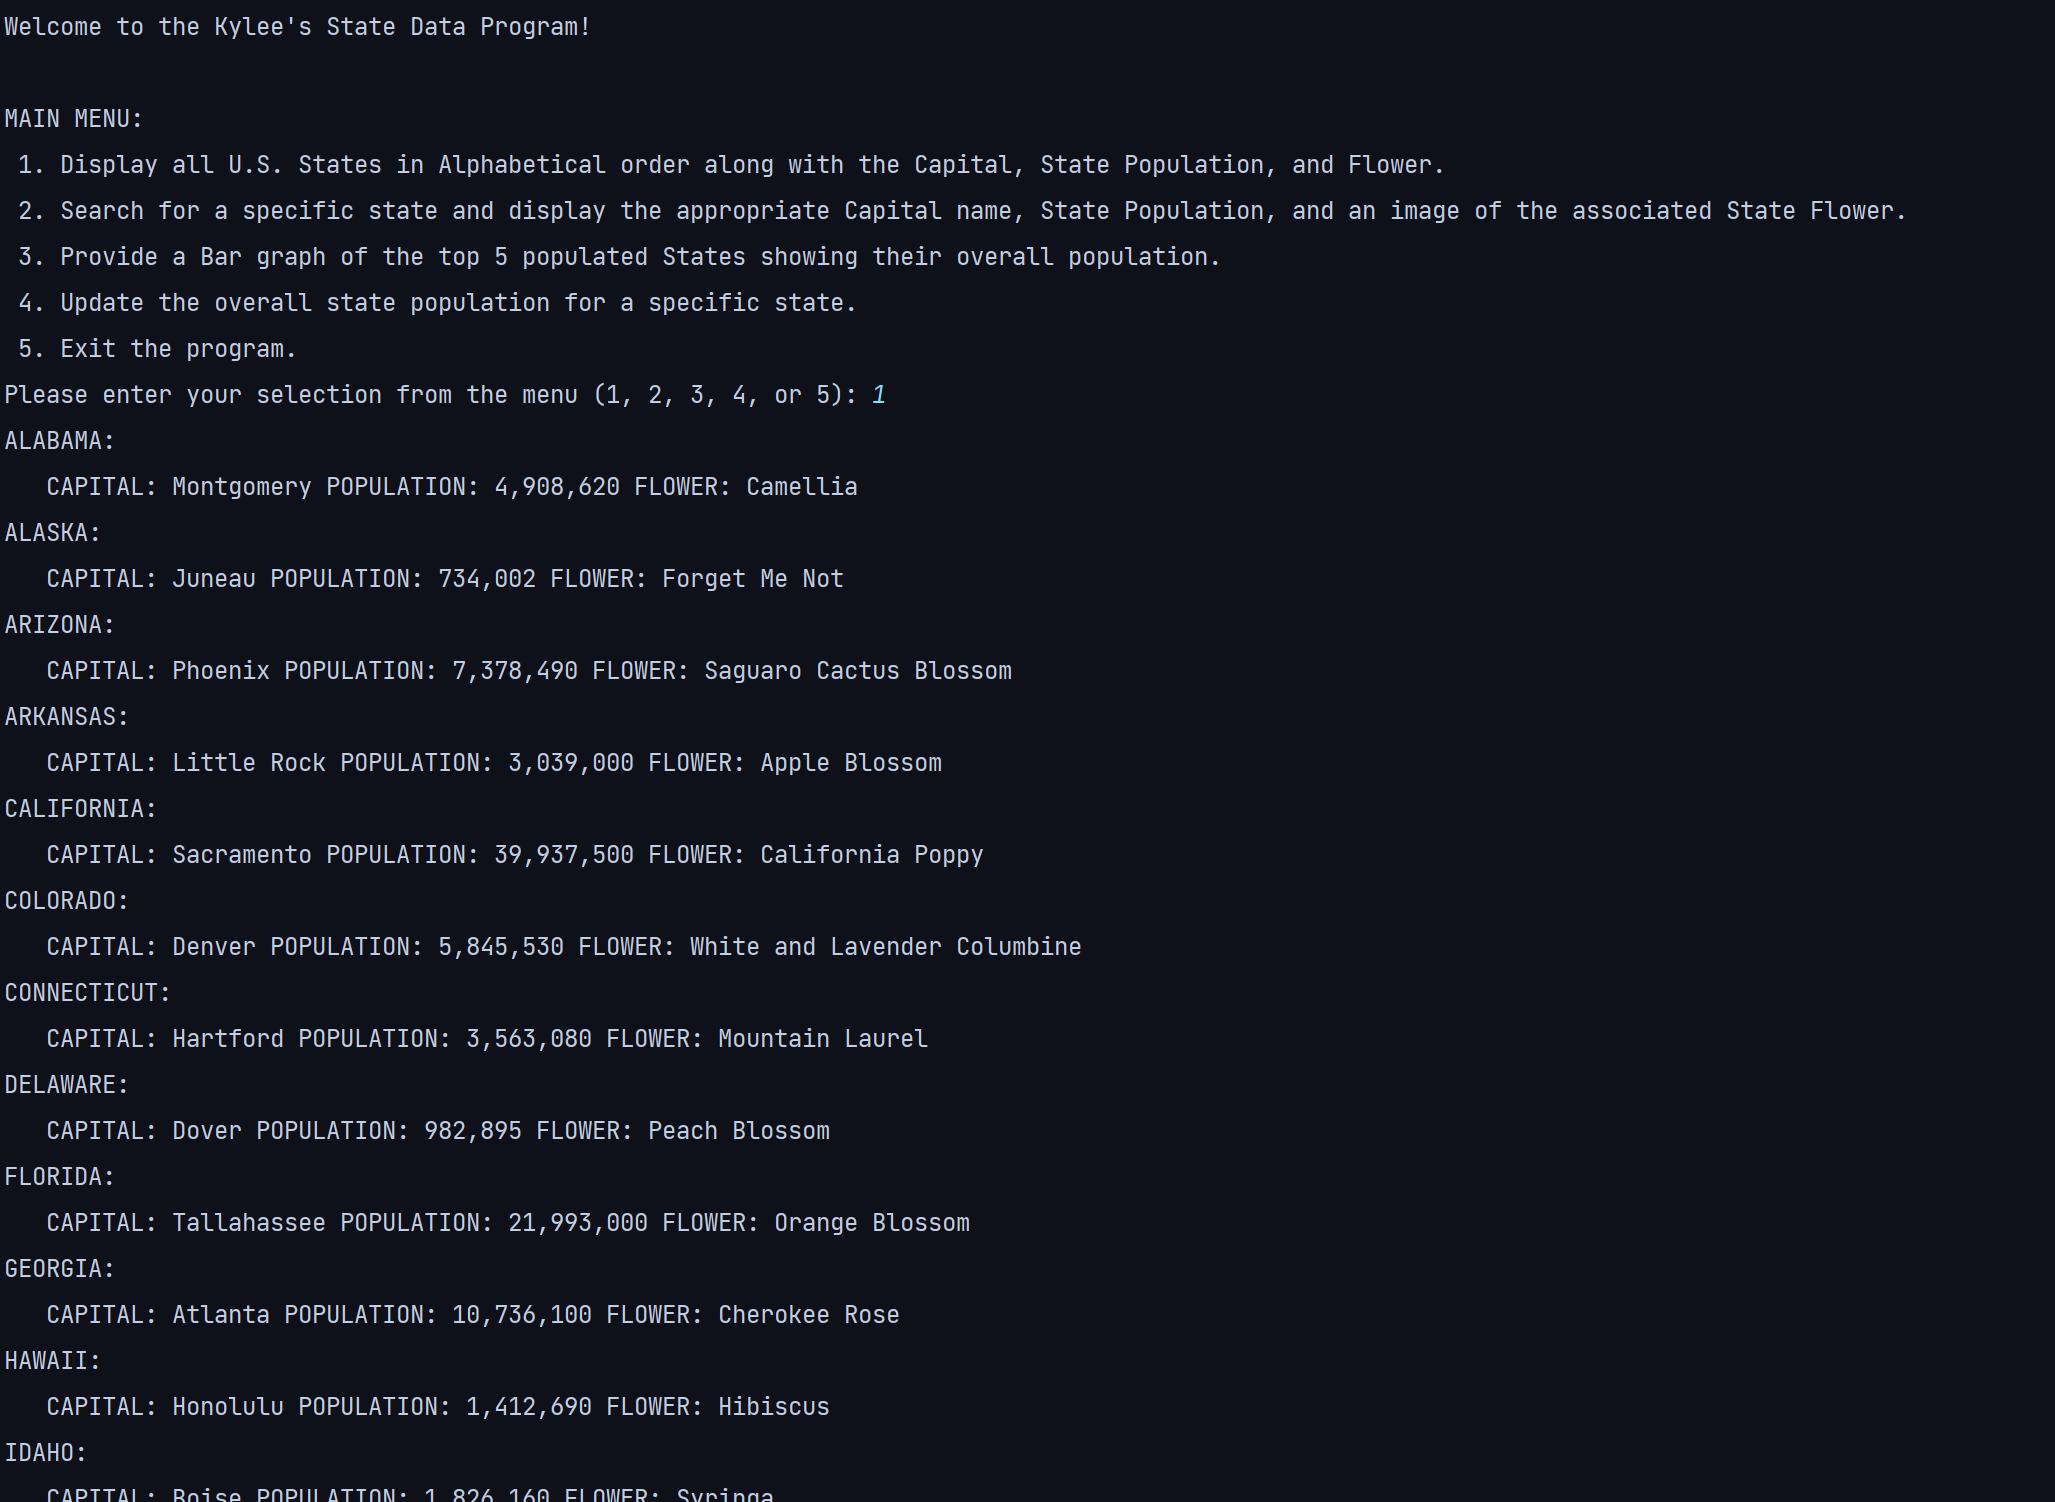 Welcome to the Kylee's State Data Program!
MAIN MENU:
1. Display all U.S. States in Alphabetical order along with the Capital, State Population, and Flower.
2. Search for a specific state and display the appropriate Capital name, State Population, and an image of the associated State Flower.
3. Provide a Bar graph of the top 5 populated States showing their overall population.
4. Update the overall state population for a specific state.
5. Exit the program.
Please enter your selection from the menu (1, 2, 3, 4, or 5): 1
ALABAMA:
CAPITAL: Montgomery POPULATION: 4,908,620 FLOWER: Camellia
ALASKA:
CAPITAL: Juneau POPULATION: 734,002 FLOWER: Forget Me Not
ARIZONA:
CAPITAL: Phoenix POPULATION: 7,378,490 FLOWER: Saguaro Cactus Blossom
ARKANSAS:
CAPITAL: Little Rock POPULATION: 3,039,000 FLOWER: Apple Blossom
CALIFORNIA:
CAPITAL: Sacramento POPULATION: 39,937,500 FLOWER: California Poppy
COLORADO:
CAPITAL: Denver POPULATION: 5,845,530 FLOWER: White and Lavender Columbine
CONNECTICUT:
CAPITAL: Hartford POPULATION: 3,563,080 FLOWER: Mountain Laurel
DELAWARE:
CAPITAL: Dover POPULATION: 982,895 FLOWER: Peach Blossom
FLORIDA:
CAPITAL: Tallahassee POPULATION: 21,993,000 FLOWER: Orange Blossom
GEORGIA:
CAPITAL: Atlanta POPULATION: 10,736,100 FLOWER: Cherokee Rose
HAWAII:
CAPITAL: Honolulu POPULATION: 1,412,690 FLOWER: Hibiscus
IDAHO:
CAPITAL: Boise POPULATION: 1,826,160 FLOWER: Syringa